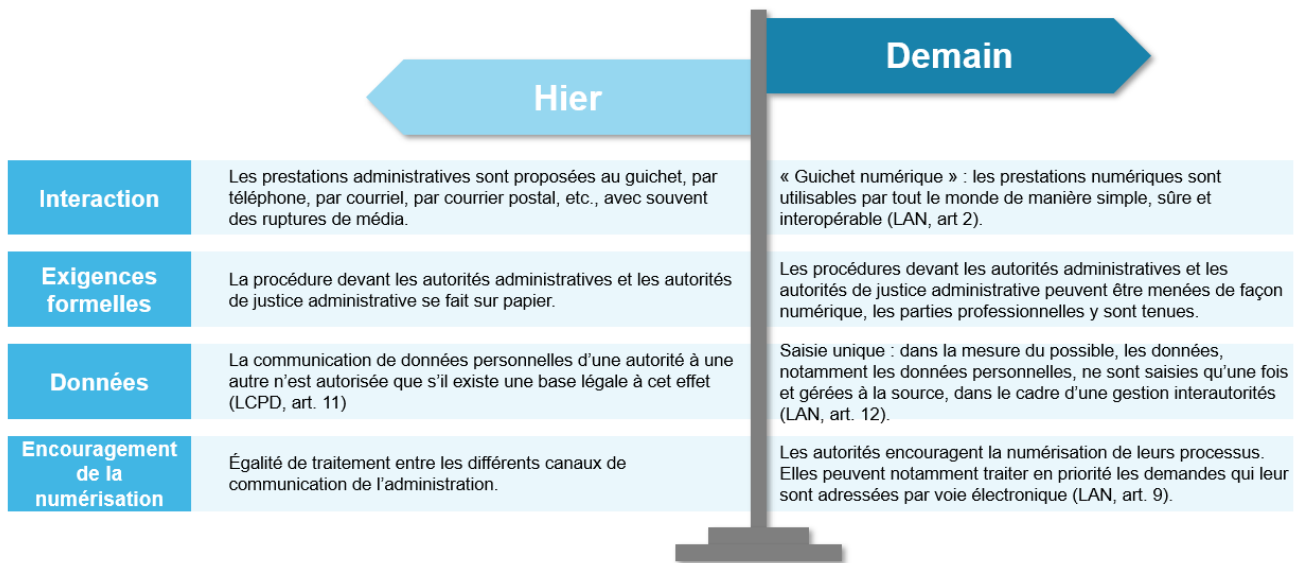 Hier
Demain
Interaction
Les prestations administratives sont proposées au guichet, par
téléphone, par courriel, par courrier postal, etc., avec souvent
des ruptures de média.
« Guichet numérique » : les prestations numériques sont
utilisables par tout le monde de manière simple, sûre et
interopérable (LAN, art 2).
Exigences
formelles
La procédure devant les autorités administratives et les autorités
de justice administrative se fait sur papier.
Les procédures devant les autorités administratives et les
autorités de justice administrative peuvent être menées de façon
numérique, les parties professionnelles y sont tenues.
Données
La communication de données personnelles d’une autorité à une
autre n’est autorisée que s’il existe une base légale à cet effet
(LCPD, art. 11)
Saisie unique : dans la mesure du possible, les données,
notamment les données personnelles, ne sont saisies qu’une fois
et gérées à la source, dans le cadre d’une gestion interautorités
(LAN, art. 12).
Encouragement
de la
numérisation
Égalité de traitement entre les différents canaux de
communication de l’administration.
Les autorités encouragent la numérisation de leurs processus.
Elles peuvent notamment traiter en priorité les demandes qui leur
sont adressées par voie électronique (LAN, art. 9).